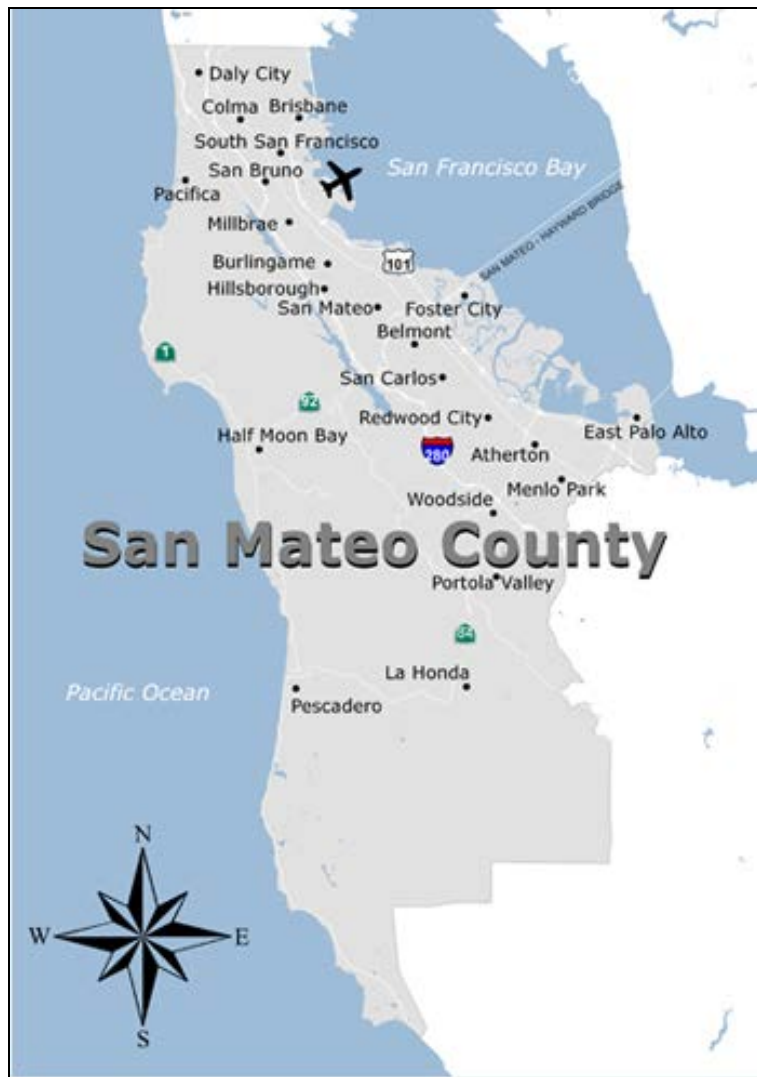 Daly City
Colma Brisbane
South San Francisco
San Francisco Bay
San Bruno
Pacifica
SAN MATEO - HAYWARD BRIDGE
Millbrae
Burlingame
101
Hillsborough
San Mateo
Foster City
Belmont
1
San Carlos
92
Redwood City
East Palo Alto
Half Moon Bay
280
Atherton
Menlo Park
Woodside
San Mateo County
Portola Valley
84
La Honda
Pacific Ocean
Pescadero
N
W E
S